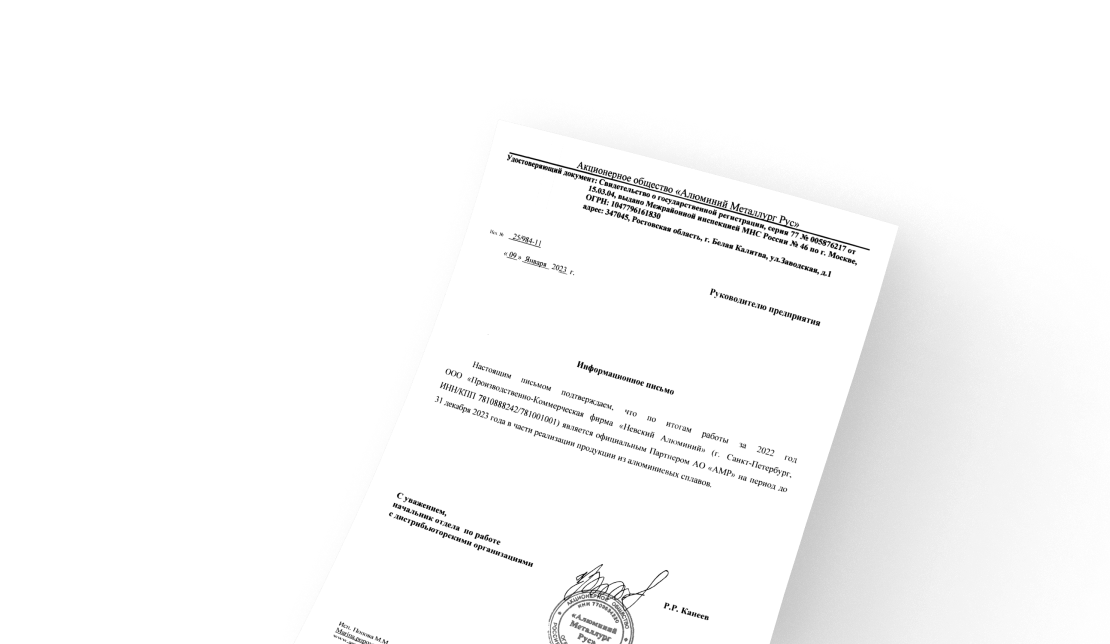 Акционерное общество «Алюминий Металлург Рус»
Удостоверяющий документ: Свидетельство о государственной регистрации, серия 77 № 005876217 от
15.03.04, выдано Межрайонной инспекцией МНС России № 46 по г. Москве,
ОГРН: 1047796161830
адрес: 347045, Ростовская область, г. Белая Калитва, ул.Заводская, д.1
Исх. № 25/984-11
« 09 » Января 2023 г.
Руководителю предприятия
Информационное письмо
Настоящим письмом подтверждаем, что по итогам работы за 2022 год
ООО «Производственно-Коммерческая фирма «Невский Алюминий» (г. Санкт-Петербург,
ИНН/КПП 7810888242/781001001) является официальным Партнером АО «АМР» на период до
31 декабря 2023 года в части реализации продукции из алюминиевых сплавов.
С уважением,
начальник отдела по работе
с дистрибьюторскими организациями
Р.Р. Канеев
АКЦИОНЕРНОЕ ОБЩЕСТВО
«Алюминий
Металлург
Рус»
Исп. Попова М.М.